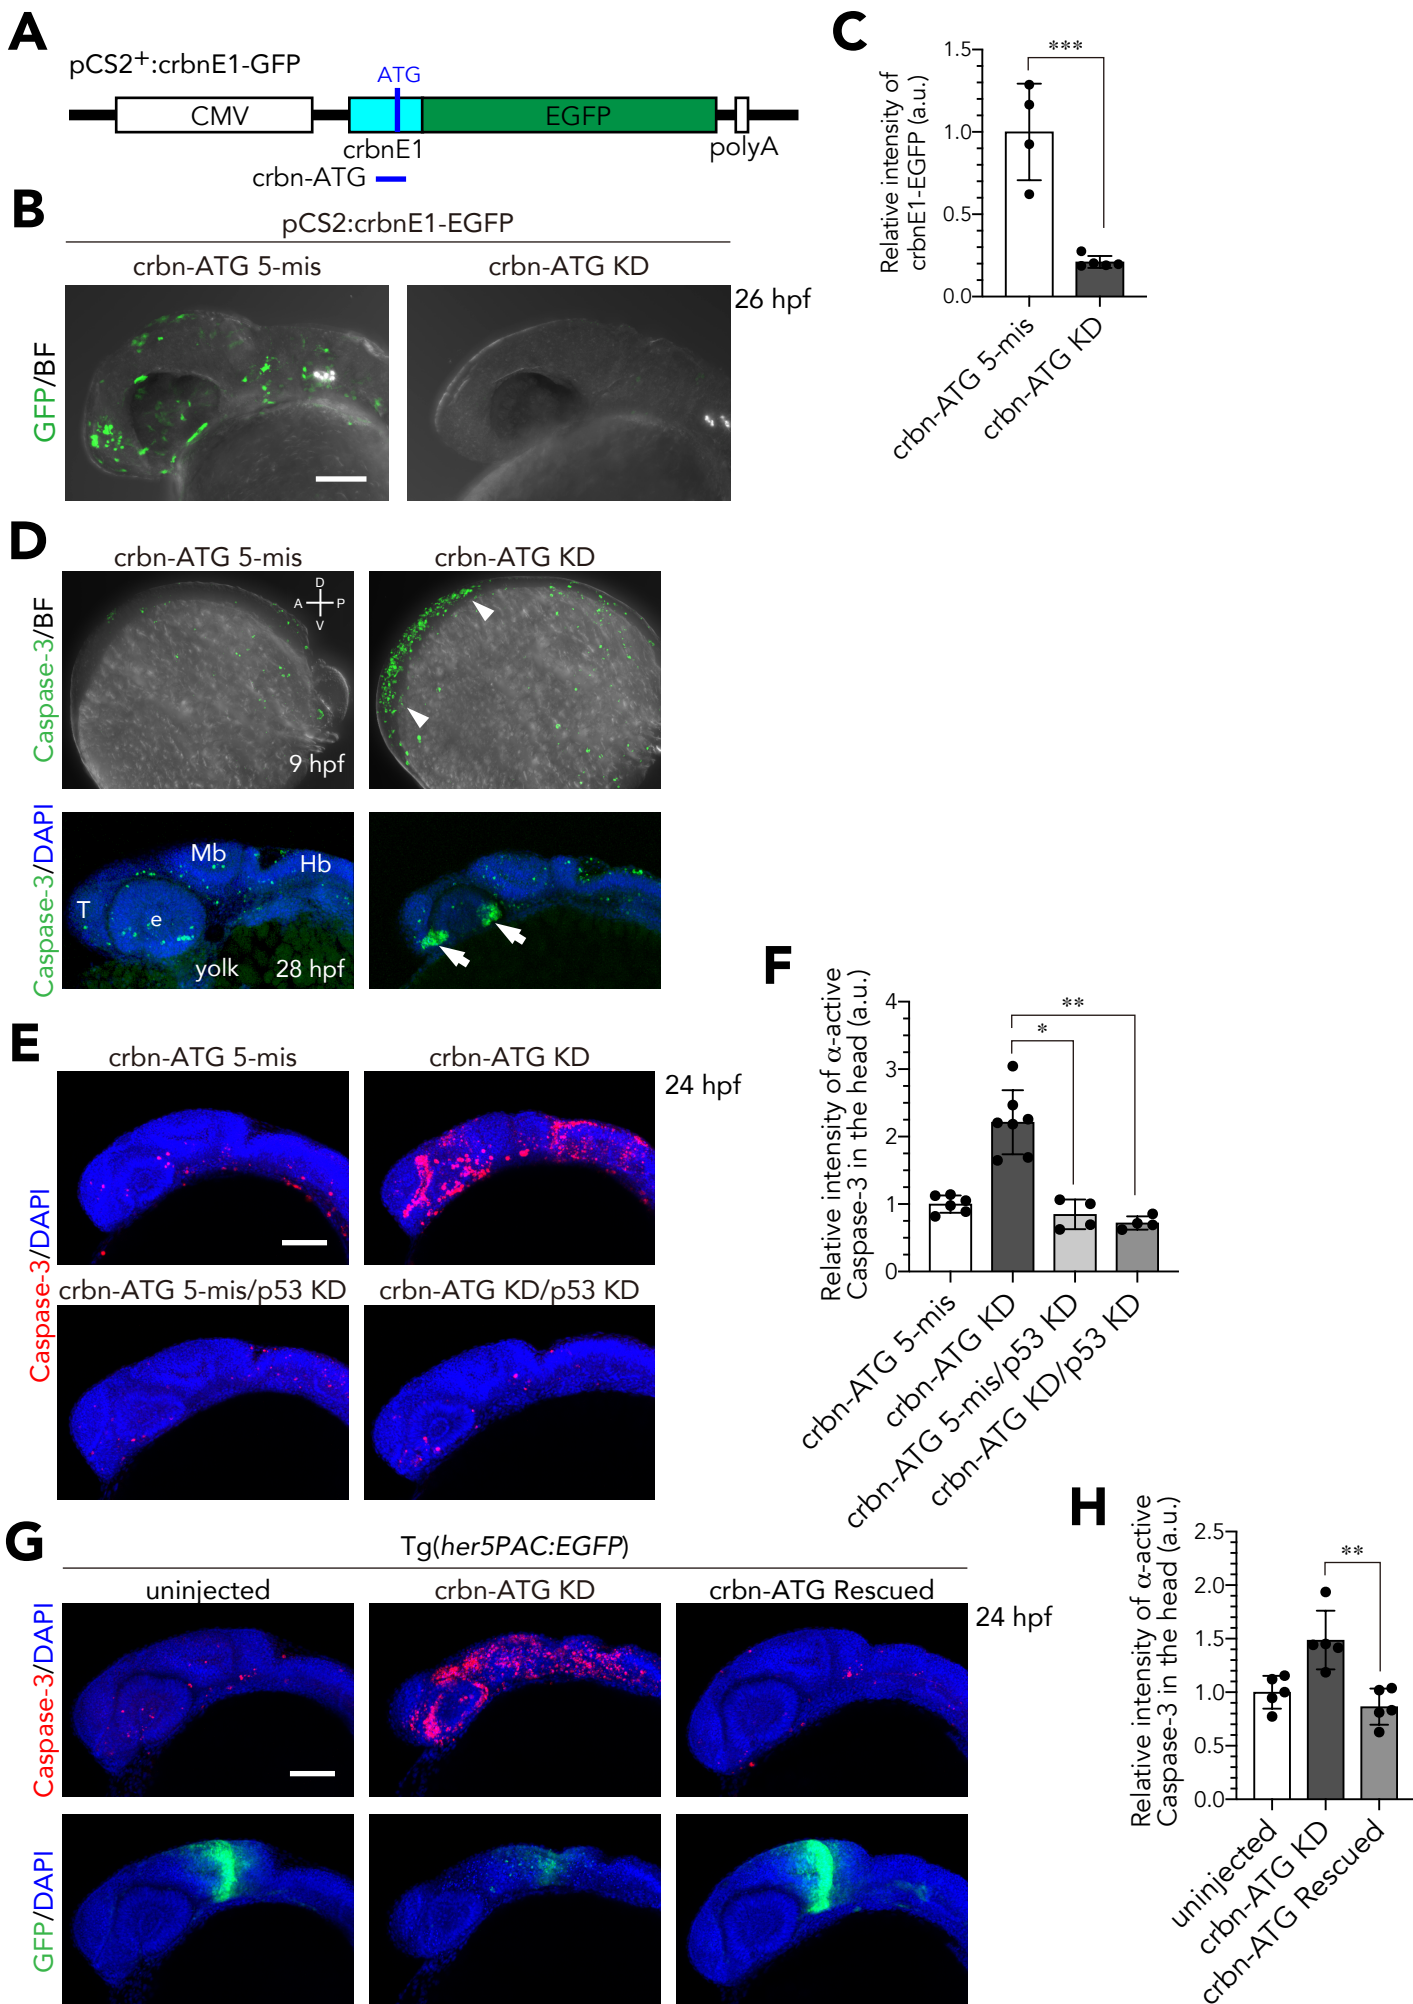 A
pCS2+:crbnE1-GFP
ATG
CMV
EGFP
crbnE1
polyA
crbn-ATG
B
pCS2:crbnE1-EGFP
crbn-ATG 5-mis
crbn-ATG KD
26 hpf
GFP/BF
C
Relative intensity of
crbnE1-EGFP (a.u.)
1.5
1.0
0.5
0.0
***
crbn-ATG 5-mis
crbn-ATG KD
D
crbn-ATG 5-mis
crbn-ATG KD
Caspase-3/BF
D
A
P
V
9 hpf
Caspase-3/DAPI
Mb
Hb
T
e
yolk
28 hpf
E
crbn-ATG 5-mis
crbn-ATG KD
24 hpf
Caspase-3/DAPI
crbn-ATG 5-mis/p53 KD
crbn-ATG KD/p53 KD
F
Relative intensity of α-active
Caspase-3 in the head (a.u.)
4
3
2
1
0
**
*
crbn-ATG 5-mis
crbn-ATG KD
crbn-ATG 5-mis/p53 KD
crbn-ATG KD/p53 KD
G
Tg(her5PAC:EGFP)
uninjected
crbn-ATG KD
crbn-ATG Rescued
24 hpf
Caspase-3/DAPI
GFP/DAPI
H
Relative intensity of α-active
Caspase-3 in the head (a.u.)
2.5
2.0
1.5
1.0
0.5
0.0
**
uninjected
crbn-ATG KD
crbn-ATG Rescued